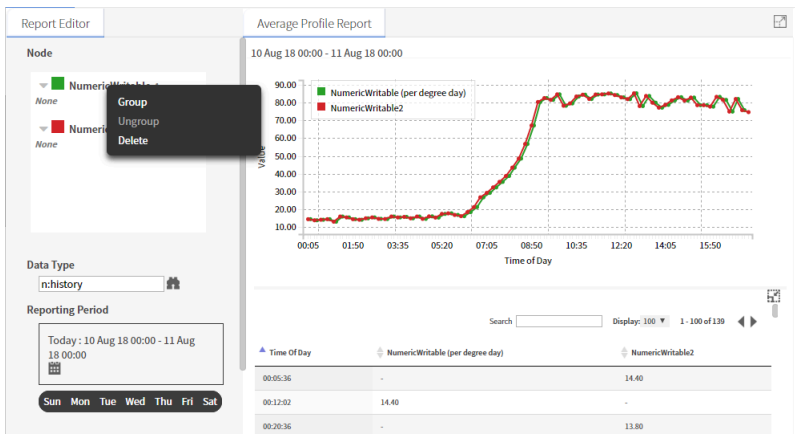 Report Editor
Average Profile Report
Node
None
Group
Ungroup
Delete
None
Data Type
n:history
Reporting Period
Today : 10 Aug 18 00:00 - 11 Aug
18 00:00
Sun Mon Tue Wed Thu Fri Sat
10 Aug 18 00:00 - 11 Aug 18 00:00
NumericWritable (per degree day)
NumericWritable2
90.00
80.00
70.00
60.00
50.00
40.00
30.00
20.00
10.00
Value
00:05 01:50 03:35 05:20 07:05 08:50 10:35 12:20 14:05 15:50
Time of Day
Search Display: 100 1 - 100 of 139
Time Of Day NumericWritable (per degree day) NumericWritable2
00:05:36 - 14.40
00:12:02 14.40 -
00:20:36 - 13.80